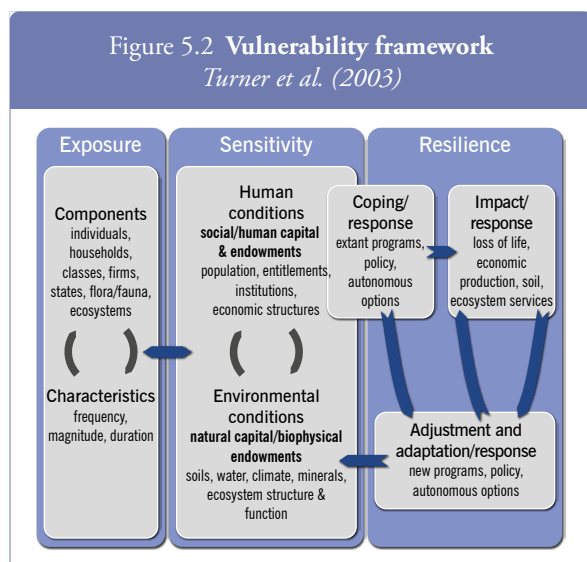 Figure 5.2 Vulnerability framework
Turner et al. (2003)
Exposure
Components
individuals,
households,
classes, firms,
states, flora/fauna,
ecosystems
Characteristics
frequency,
magnitude, duration
Sensitivity
Human
conditions
social/human capital
& endowments
population, entitlements,
institutions,
economic structures
Environmental
conditions
natural capital/biophysical
endowments
soils, water, climate, minerals,
ecosystem structure &
function
Resilience
Coping/
response
extant programs,
policy,
autonomous
options
Impact/
response
loss of life,
economic
production, soil,
ecosystem services
Adjustment and
adaptation/response
new programs, policy,
autonomous options